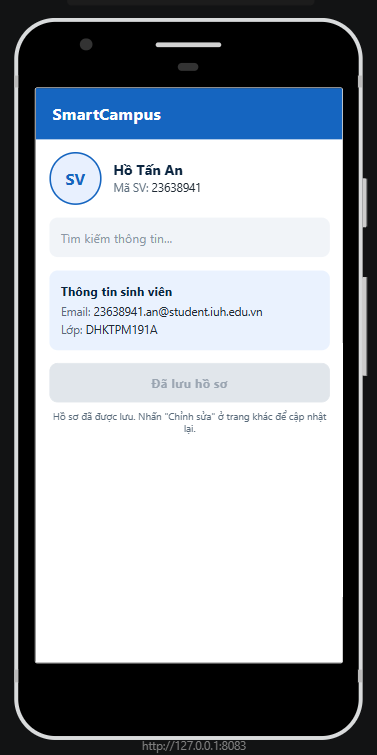 SmartCampus
SV
Hồ Tấn An
Mã SV: 23638941
Tìm kiếm thông tin...
Thông tin sinh viên
Email: 23638941.an@student.iuh.edu.vn
Lớp: DHKTPM191A
Đã lưu hồ sơ
Hồ sơ đã được lưu. Nhấn "Chỉnh sửa" ở trang khác để cập nhật
lại.
http://127.0.0.1:8083